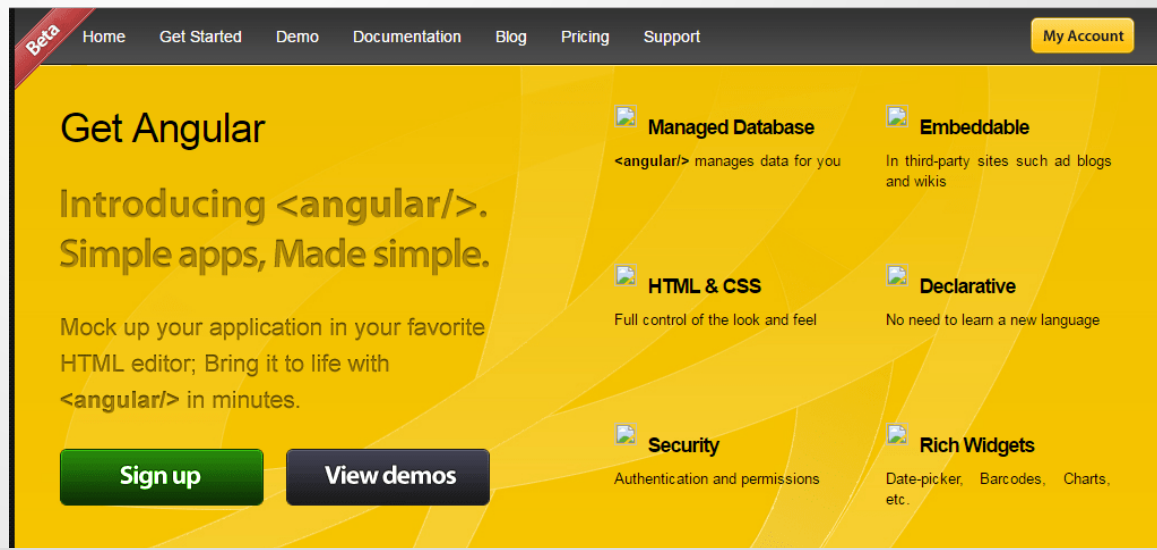 Beta
Home Get Started Demo Documentation Blog Pricing Support My Account
Get Angular
Introducing <angular/>.
Simple apps, Made simple.
Mock up your application in your favorite
HTML editor; Bring it to life with
<angular/> in minutes.
Sign up View demos
Managed Database
<angular/> manages data for you
Embeddable
In third-party sites such ad blogs
and wikis
HTML & CSS
Full control of the look and feel
Declarative
No need to learn a new language
Security
Authentication and permissions
Rich Widgets
Date-picker, Barcodes, Charts,
etc.